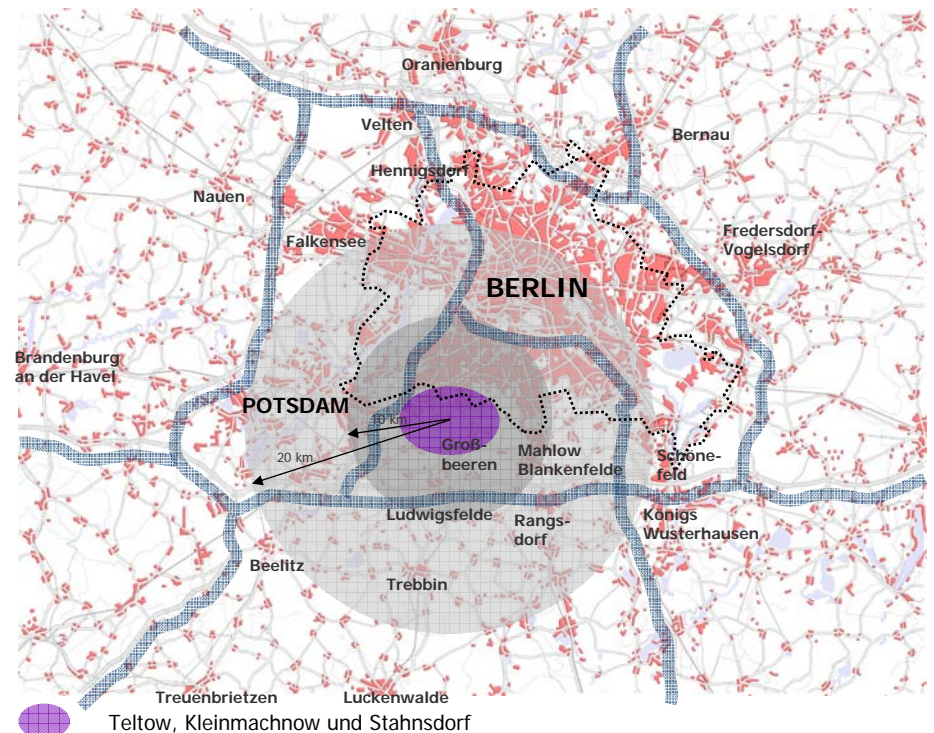 Oranienburg
Velten
Bernau
Hennigsdorf
Nauen
Falkensee
Fredersdorf-
Vogelsdorf
BERLIN
Brandenburg
an der Havel
POTSDAM
20 km
Groß-
beeren
Mahlow
Blankenfelde
Schöne-
feld
Ludwigsfelde
Rangs-
dorf
Königs
Wusterhausen
Beelitz
Trebbin
Treuenbrietzen
Luckenwalde
Teltow, Kleinmachnow und Stahnsdorf